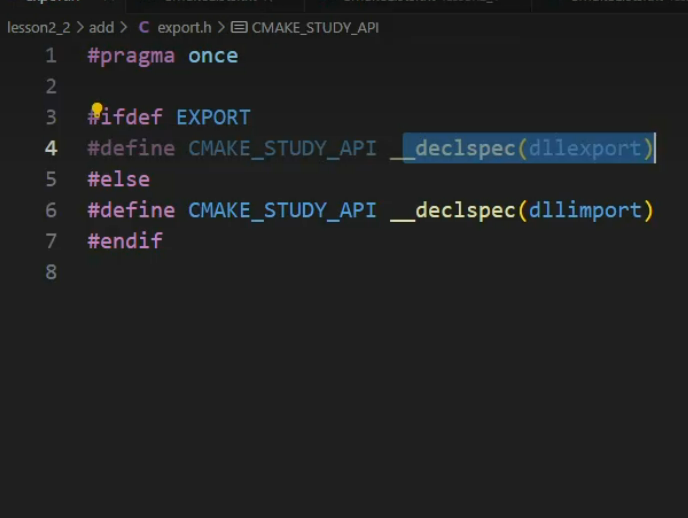 lesson2_2 > add > C export.h > CMAKE_STUDY_API
1 #pragma once
2
3 #ifdef EXPORT
4 #define CMAKE_STUDY_API __declspec(dllexport)
5 #else
6 #define CMAKE_STUDY_API __declspec(dllimport)
7 #endif
8